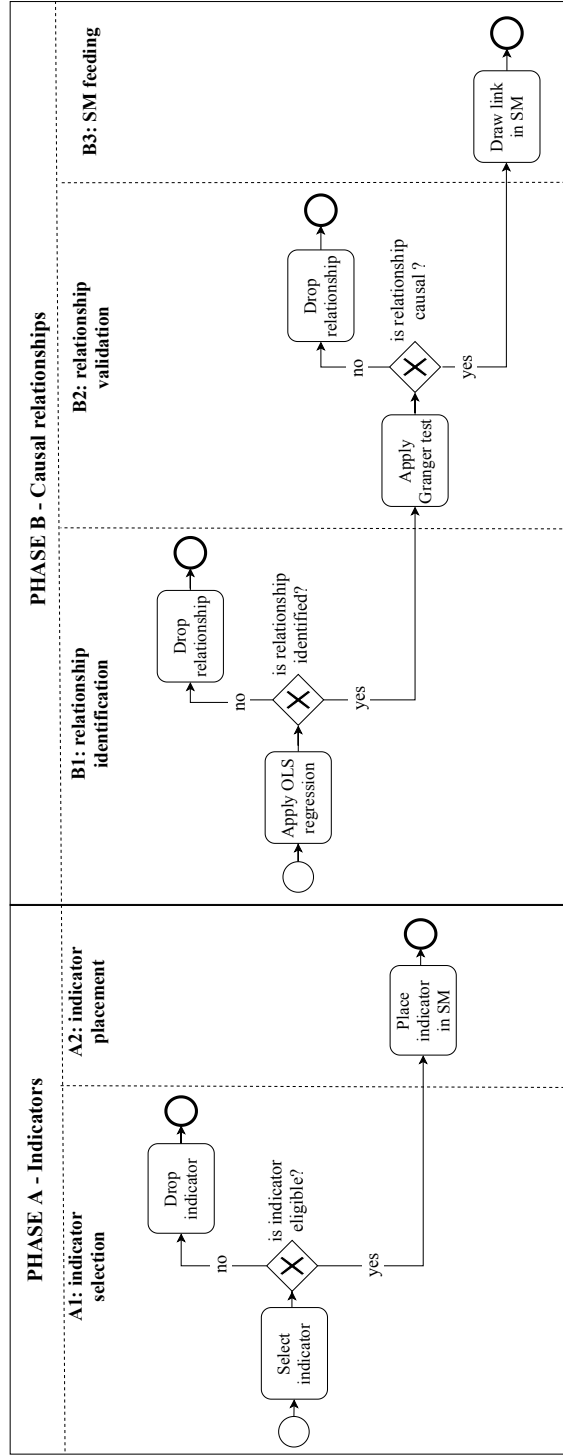 PHASE A - Indicators
A1: indicator
selection
A2: indicator
placement
Select
indicator
is indicator
eligible?
no
Drop
indicator
yes
Place
indicator
in SM
PHASE B - Causal relationships
B1: relationship
identification
B2: relationship
validation
B3: SM feeding
Apply OLS
regression
is relationship
identified?
no
Drop
relationship
yes
Apply
Granger test
is relationship
causal ?
no
Drop
relationship
yes
Draw link
in SM